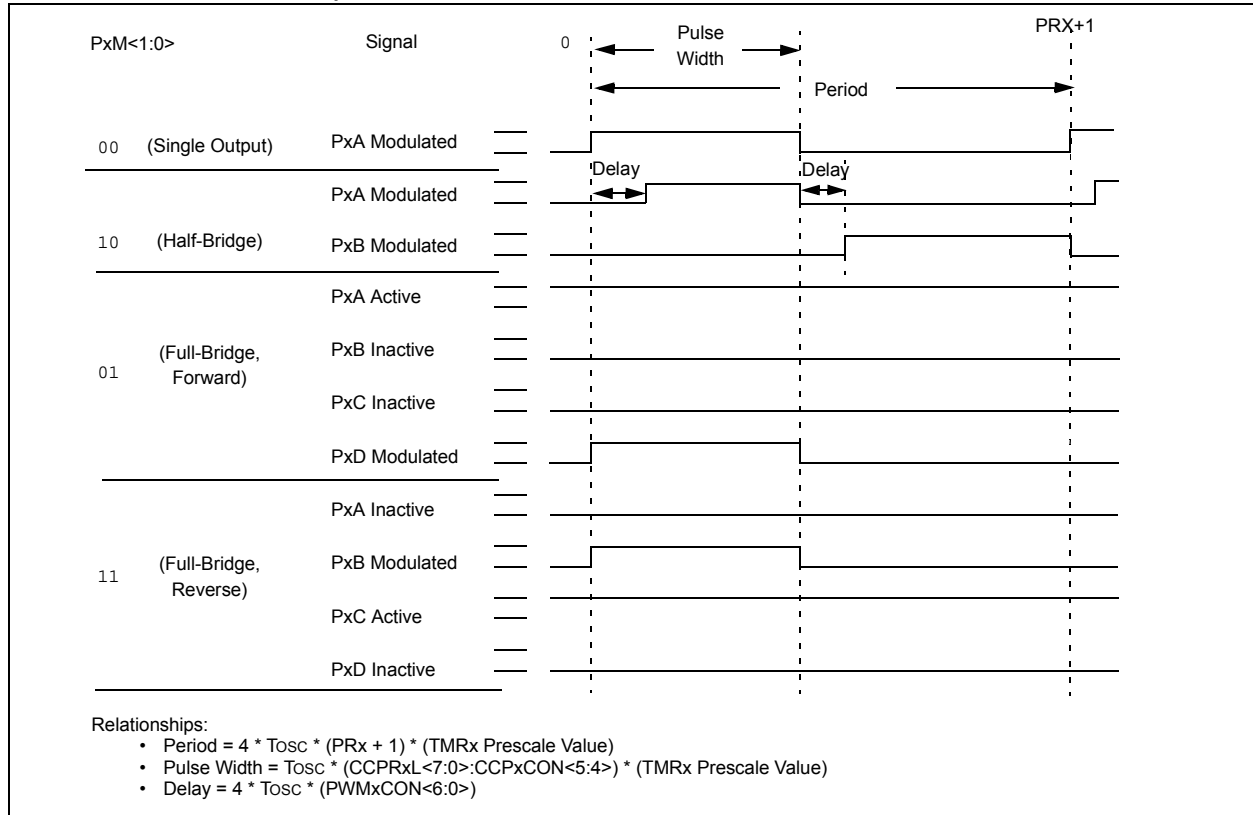 PRX+1
PxM<1:0> Signal 0 Pulse
Width
Period
00 (Single Output) PxA Modulated
Delay Delay
PxA Modulated
10 (Half-Bridge) PxB Modulated
PxA Active
(Full-Bridge, PxB Inactive
01 Forward)
PxC Inactive
PxD Modulated
PxA Inactive
(Full-Bridge, PxB Modulated
11 Reverse)
PxC Active
PxD Inactive
Relationships:
• Period = 4 * TOSC * (PRx + 1) * (TMRx Prescale Value)
• Pulse Width = TOSC * (CCPRxL<7:0>:CCPxCON<5:4>) * (TMRx Prescale Value)
• Delay = 4 * TOSC * (PWMxCON<6:0>)